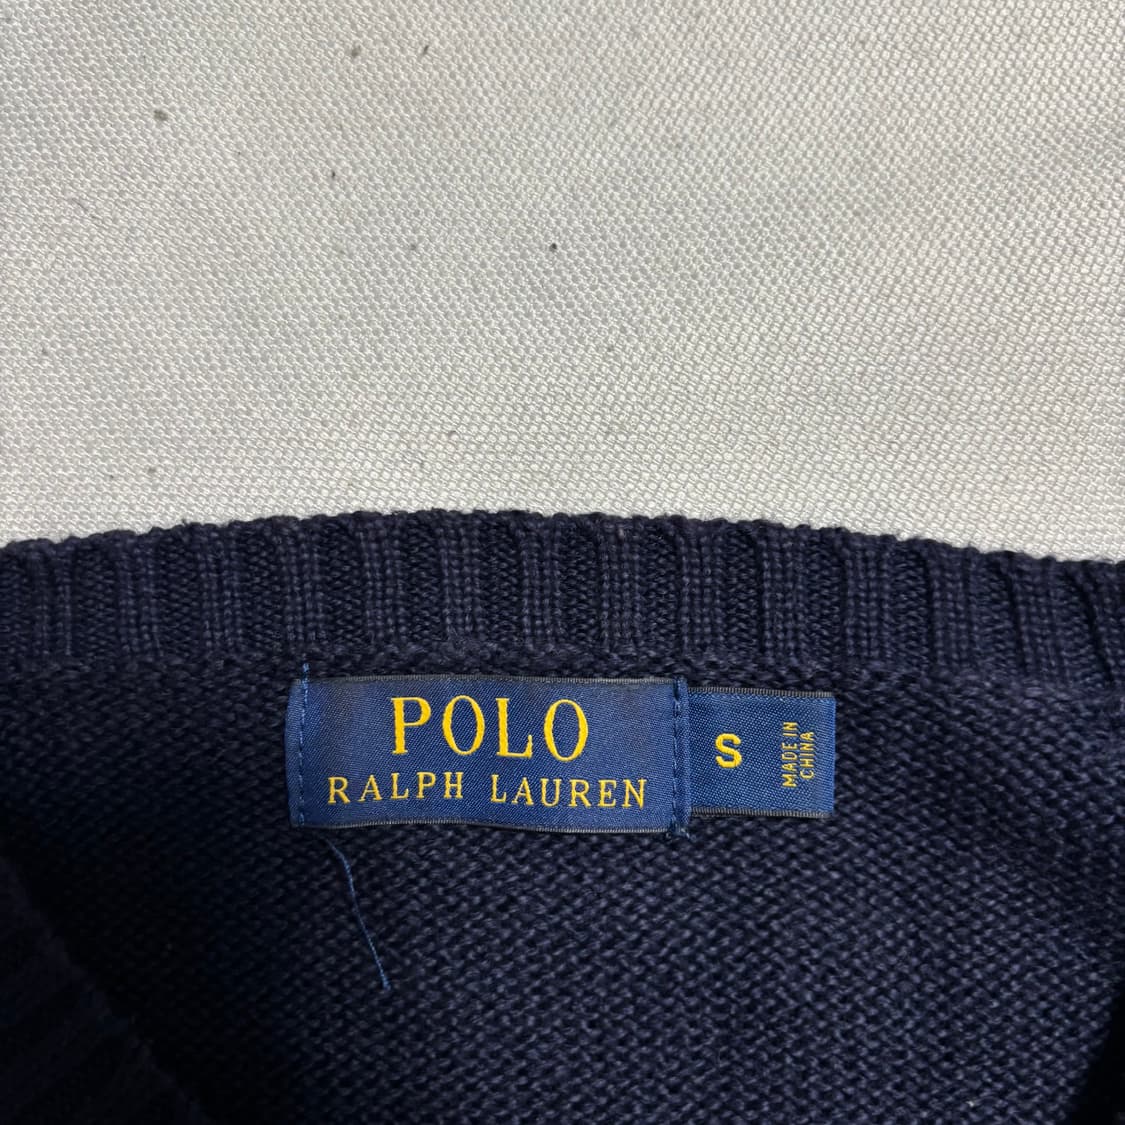 POLO
RALPH LAUREN
S
MADE IN
CHINA